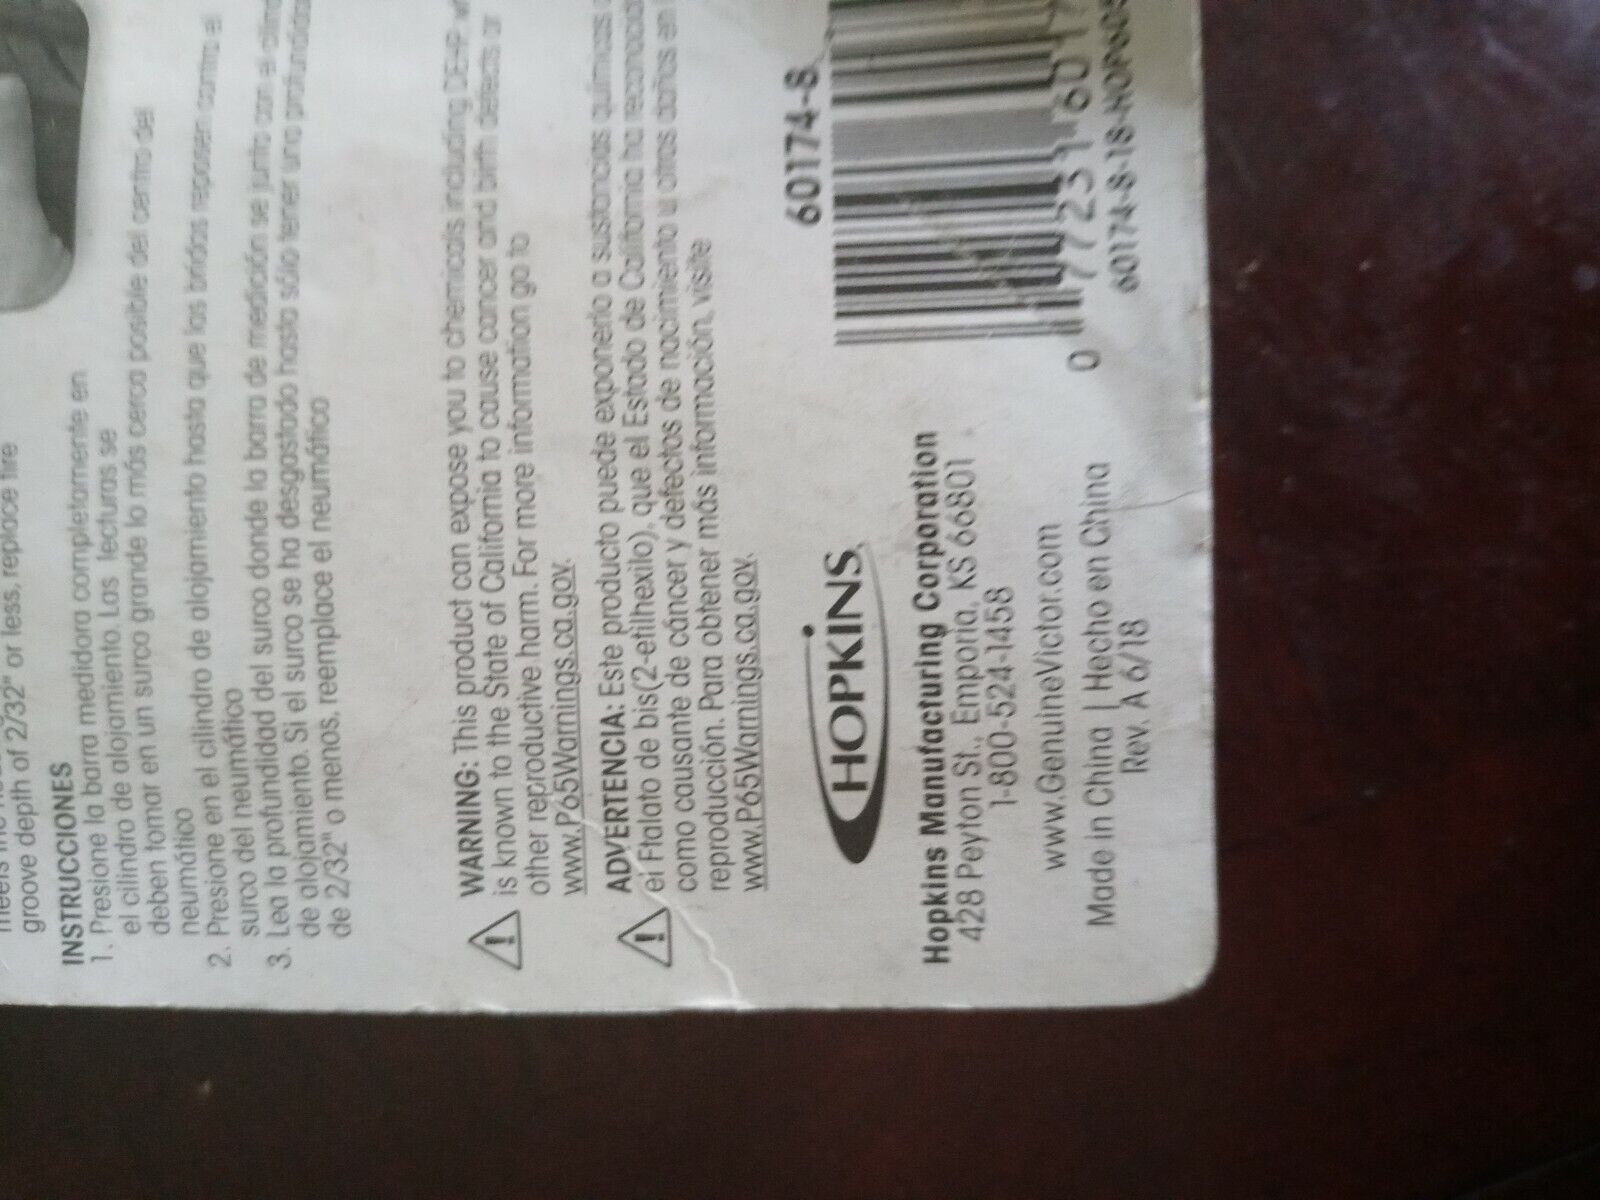 groove depth of 2/32" or less, replace tire
INSTRUCCIONES
1. Presione la barra medidora completamente en
el cilindro de alojamiento. Las lecturas se
deben tomar en un surco grande lo más cerca posible del centro del
neumático
2. Presione en el cilindro de alojamiento hasta que las bridas reposen contra el
surco del neumático
3. Lea la profundidad del surco donde la barra de medición se junta con el
de alojamiento. Si el surco se ha desgastado hasta sólo tener una profundidad
de 2/32" o menos, reemplace el neumático
WARNING: This product can expose you to chemicals including DEHP
is known to the State of California to cause cancer and birth defects or
other reproductive harm. For more information go to
www.P65Warnings.ca.gov.
ADVERTENCIA: Este producto puede exponerlo a sustancias químicas
el Ftalato de bis(2-etilhexilo), que el Estado de California ha reconocido
como causante de cáncer y defectos de nacimiento u otros daños en
reproducción. Para obtener más información, visite
www.P65Warnings.ca.gov.
HOPKINS
Hopkins Manufacturing Corporation
428 Peyton St., Emporia, KS 66801
1-800-524-1458
www.GenuineVictor.com
Made in China | Hecho en China
Rev. A 6/18
60174-8
0 77231 6017
60174-8-18-HOP